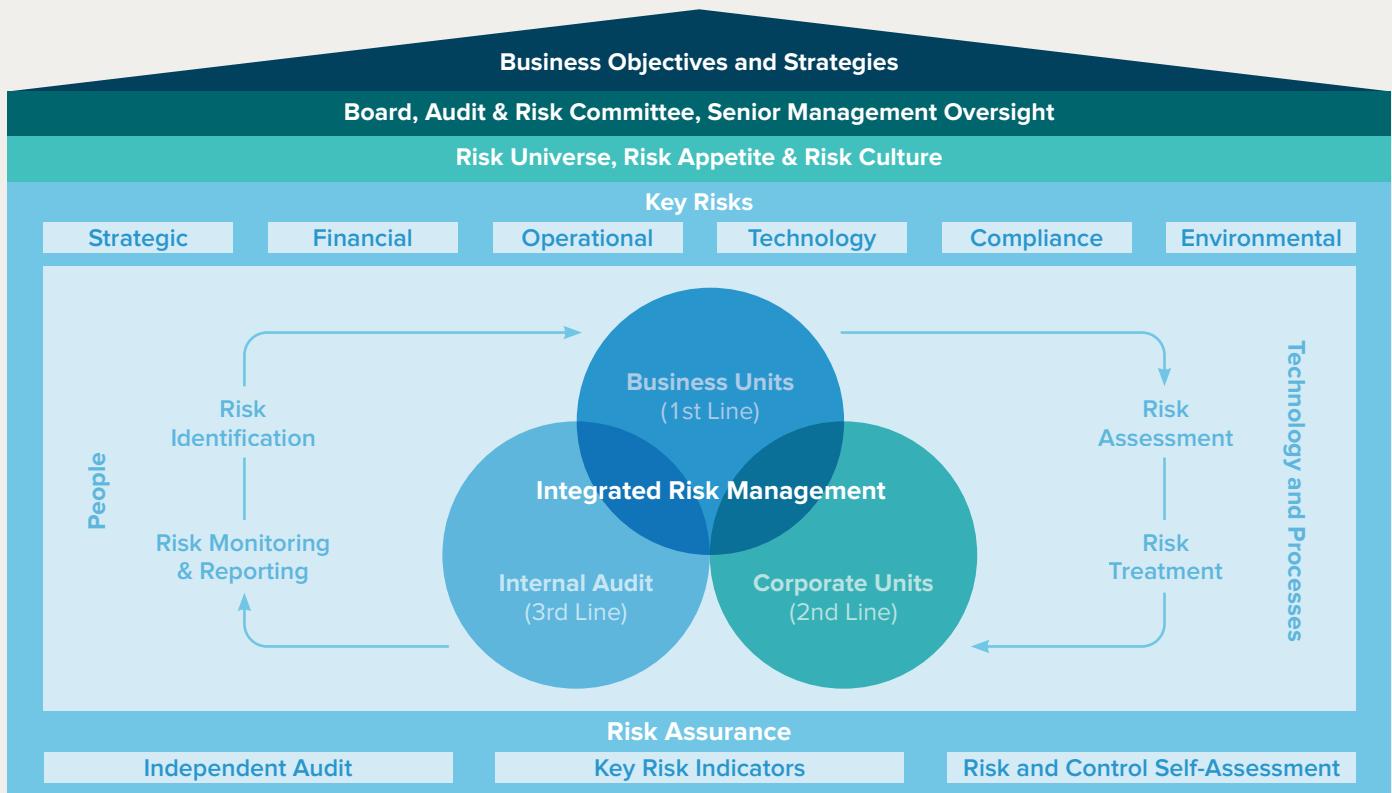 Business Objectives and Strategies
Board, Audit & Risk Committee, Senior Management Oversight
Risk Universe, Risk Appetite & Risk Culture
Key Risks
Strategic
Financial
Operational
Technology
Compliance
Environmental
People
Risk
Identification
Risk Monitoring
& Reporting
Business Units
(1st Line)
Integrated Risk Management
Internal Audit
(3rd Line)
Corporate Units
(2nd Line)
Risk
Assessment
Risk
Treatment
Technology and Processes
Risk Assurance
Independent Audit
Key Risk Indicators
Risk and Control Self-Assessment